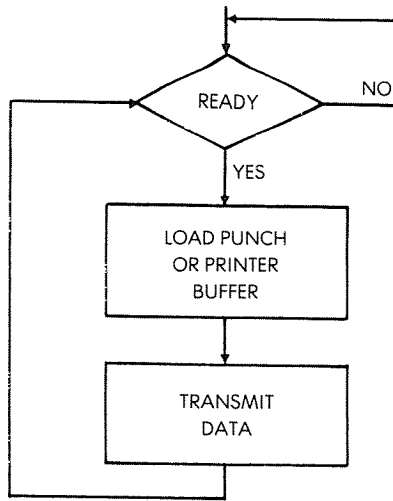 READY
NO
YES
LOAD PUNCH
OR PRINTER
BUFFER
TRANSMIT
DATA